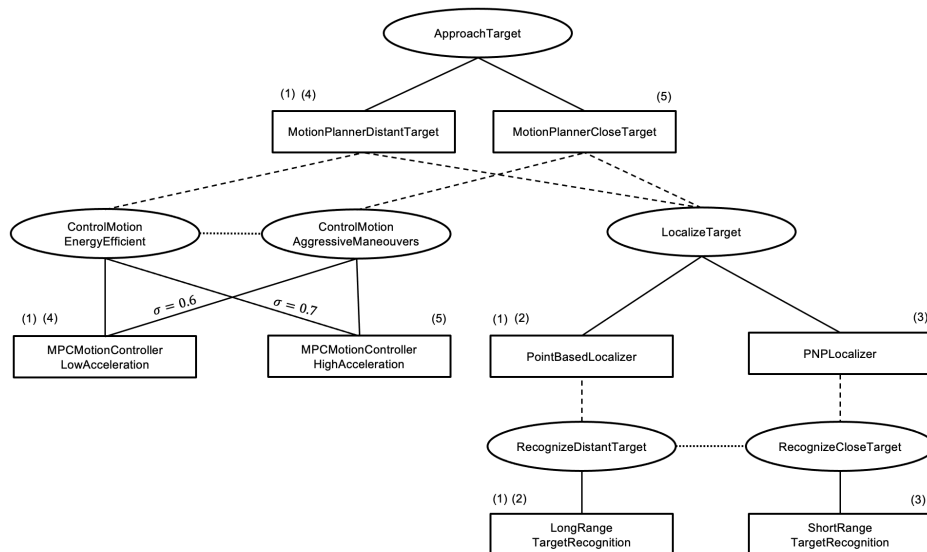 ApproachTarget
(1) (4)
(5)
MotionPlannerDistantTarget
MotionPlannerCloseTarget
ControlMotion
EnergyEfficient
ControlMotion
AggressiveManeouvers
LocalizeTarget
σ = 0.6
σ = 0.7
(1) (4)
(5)
(1) (2)
(3)
MPCMotionController
LowAcceleration
MPCMotionController
HighAcceleration
PointBasedLocalizer
PNPLocalizer
RecognizeDistantTarget
RecognizeCloseTarget
(1) (2)
(3)
LongRange
TargetRecognition
ShortRange
TargetRecognition